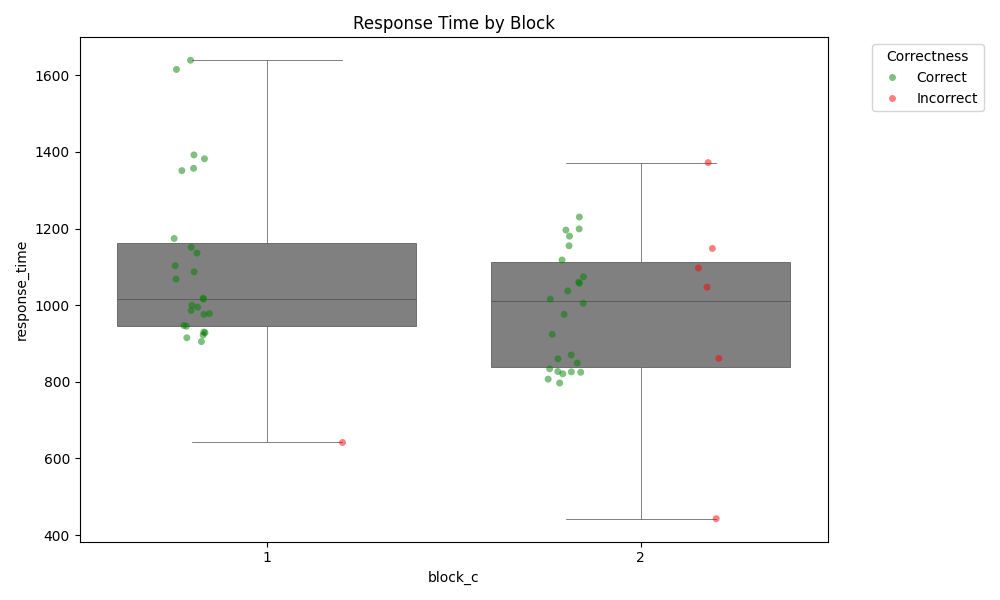 Response Time by Block
Correctness
Correct
Incorrect
response_time
1600
1400
1200
1000
800
600
400
1
2
block_c